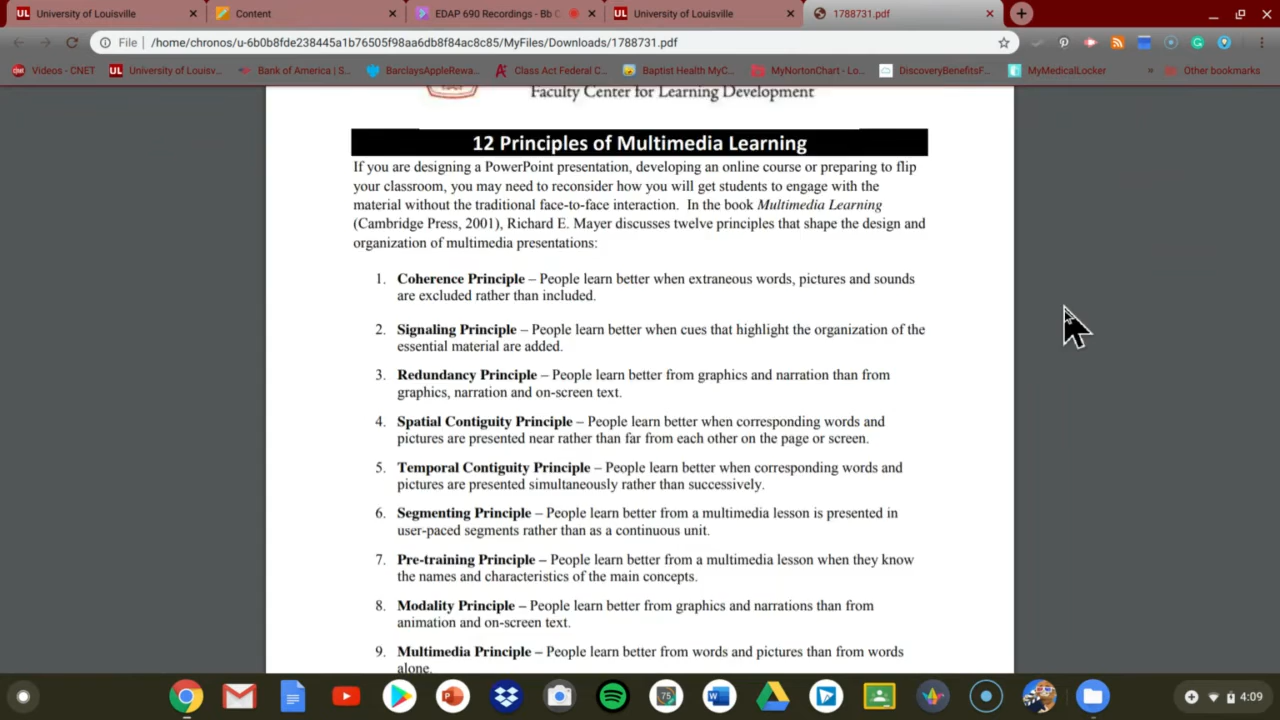 University of Louisville
Content
EDAP 690 Recordings - Bb C
University of Louisville
1788731.pdf
File
/home/chronos/u-6b0b8fde238445a1b76505f98aa6db8f84ac8c85/MyFiles/Downloads/1788731.pdf
Videos - CNET
University of Louisv...
Bank of America | S...
BarclaysAppleRewa...
Class Act Federal C...
Baptist Health MyC...
MyNortonChart - Lo...
DiscoveryBenefitsF...
MyMedicalLocker
Other bookmarks
Faculty Center for Learning Development
12 Principles of Multimedia Learning
If you are designing a PowerPoint presentation, developing an online course or preparing to flip
your classroom, you may need to reconsider how you will get students to engage with the
material without the traditional face-to-face interaction. In the book Multimedia Learning
(Cambridge Press, 2001), Richard E. Mayer discusses twelve principles that shape the design and
organization of multimedia presentations:
1. Coherence Principle – People learn better when extraneous words, pictures and sounds
are excluded rather than included.
2. Signaling Principle – People learn better when cues that highlight the organization of the
essential material are added.
3. Redundancy Principle – People learn better from graphics and narration than from
graphics, narration and on-screen text.
4. Spatial Contiguity Principle – People learn better when corresponding words and
pictures are presented near rather than far from each other on the page or screen.
5. Temporal Contiguity Principle – People learn better when corresponding words and
pictures are presented simultaneously rather than successively.
6. Segmenting Principle – People learn better from a multimedia lesson is presented in
user-paced segments rather than as a continuous unit.
7. Pre-training Principle – People learn better from a multimedia lesson when they know
the names and characteristics of the main concepts.
8. Modality Principle – People learn better from graphics and narrations than from
animation and on-screen text.
9. Multimedia Principle – People learn better from words and pictures than from words
alone.
4:09